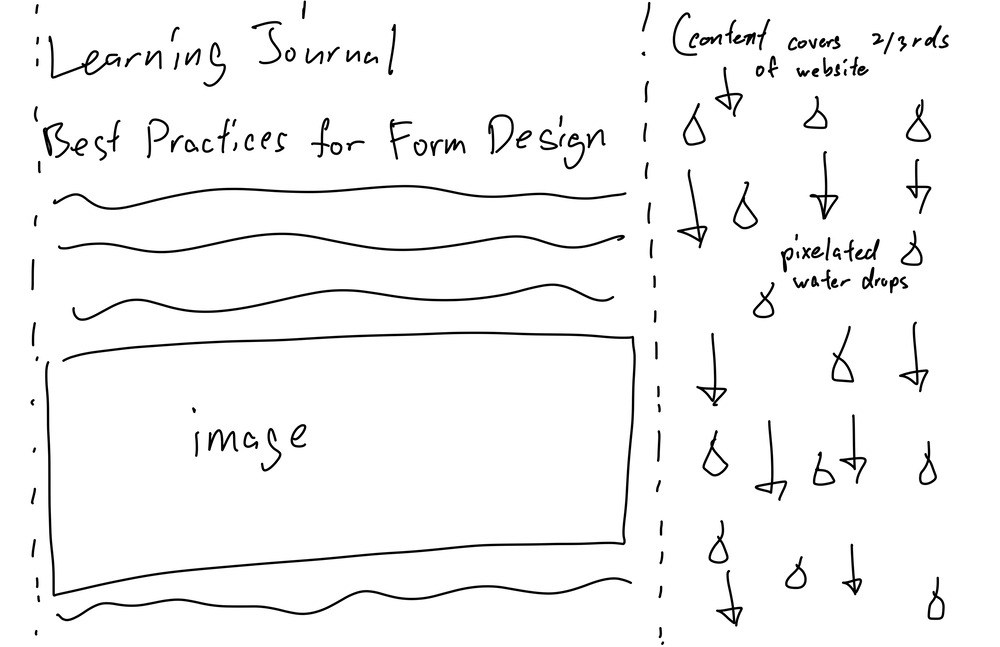 Learning Journal
Best Practices for Form Design
image
(content covers 2/3rds
of website
pixelated
water drops